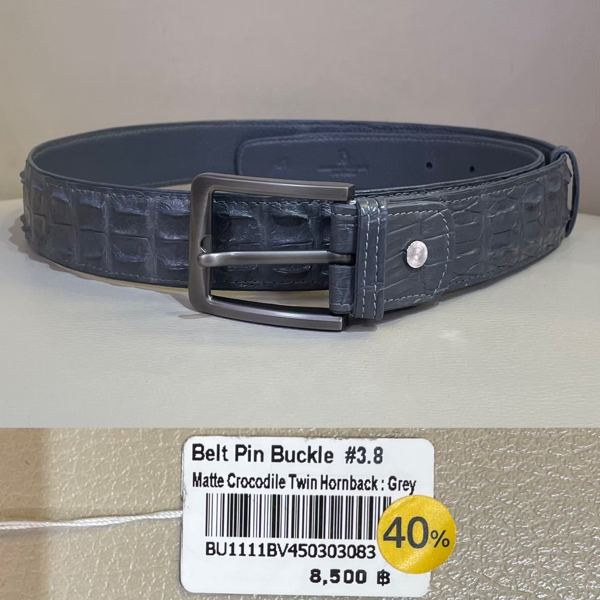 Belt Pin Buckle #3.8
Matte Crocodile Twin Hornback : Grey
40%
BU1111BV450303083
8,500 ฿